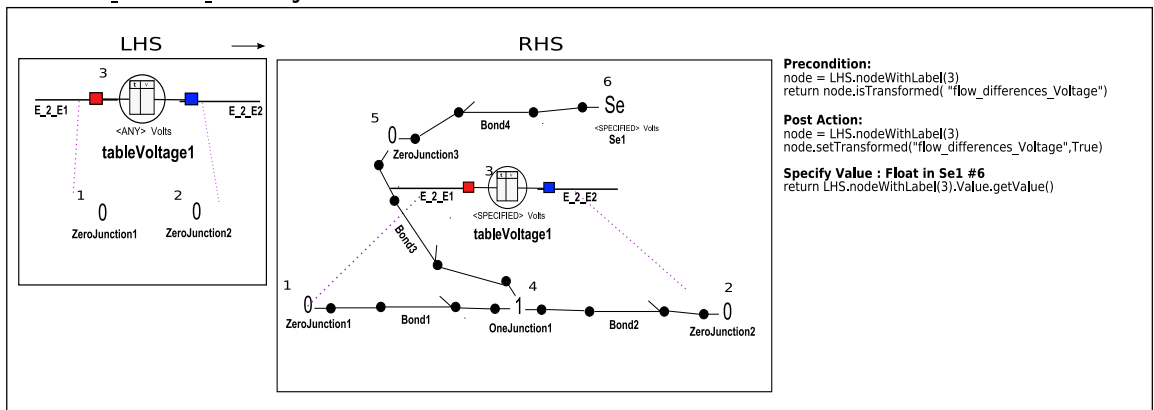 LHS
RHS
3
t v
E_2_E1
E_2_E2
<ANY> Volts
tableVoltage1
1
2
0
0
ZeroJunction1
ZeroJunction2
6
Se
<SPECIFIED> Volts
Se1
Bond4
5
0
ZeroJunction3
3
E_2_E1
E_2_E2
<SPECIFIED> Volts
tableVoltage1
Bond3
1
4
2
0
1
0
ZeroJunction1
Bond1
OneJunction1
Bond2
ZeroJunction2
Precondition:
node = LHS.nodeWithLabel(3)
return node.isTransformed( "flow_differences_Voltage")
Post Action:
node = LHS.nodeWithLabel(3)
node.setTransformed("flow_differences_Voltage",True)
Specify Value : Float in Se1 #6
return LHS.nodeWithLabel(3).Value.getValue()